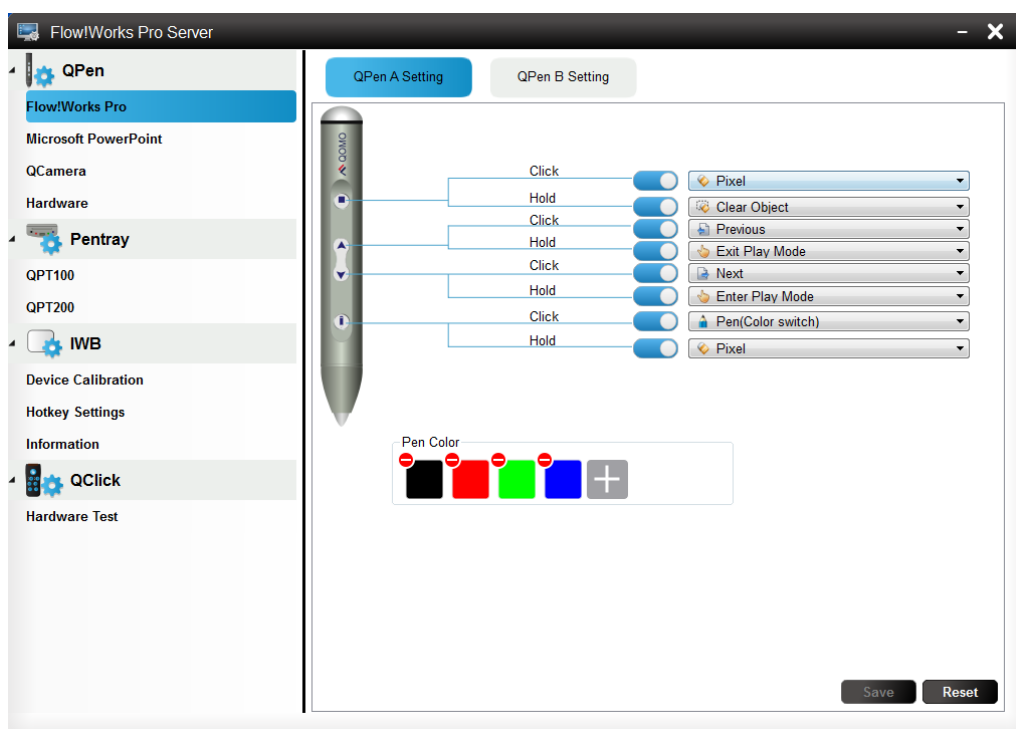 Flow!Works Pro Server
QPen
Flow!Works Pro
Microsoft PowerPoint
QCamera
Hardware
Pentray
QPT100
QPT200
IWB
Device Calibration
Hotkey Settings
Information
QClick
Hardware Test
QPen A Setting
QPen B Setting
QOMO
Click
Pixel
Hold
Clear Object
Click
Previous
Hold
Exit Play Mode
Click
Next
Hold
Enter Play Mode
Click
Pen(Color switch)
Hold
Pixel
Pen Color
Save
Reset